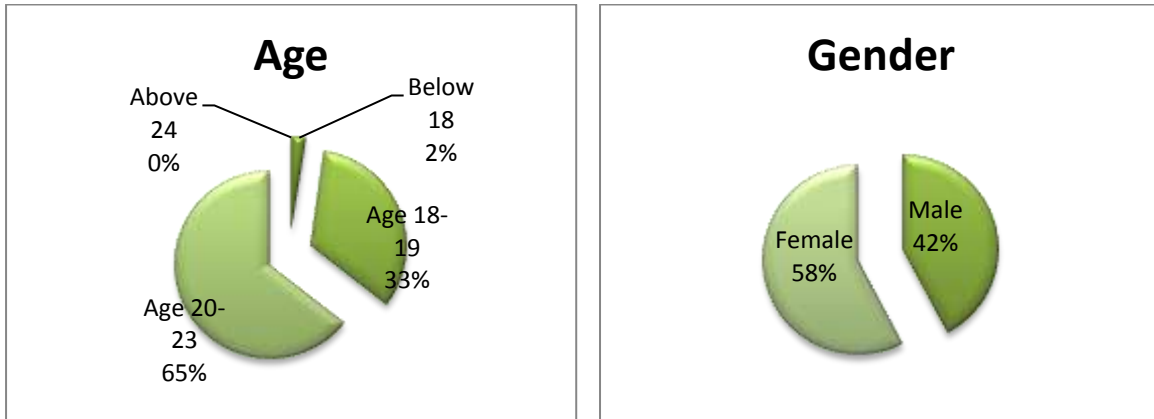 Age
Above
24
0%
Below
18
2%
Age 18-
19
33%
Age 20-
23
65%
Gender
Male
42%
Female
58%